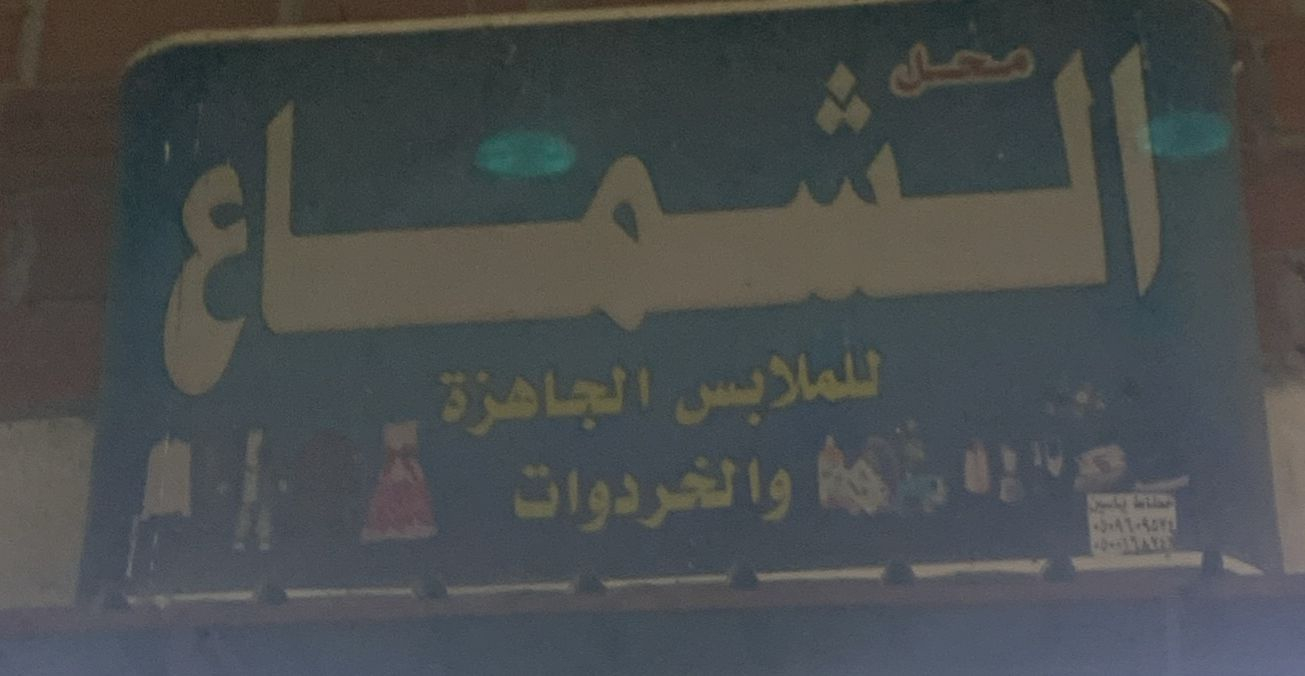 محل
الشماع
للملابس الجاهزة
والخردوات